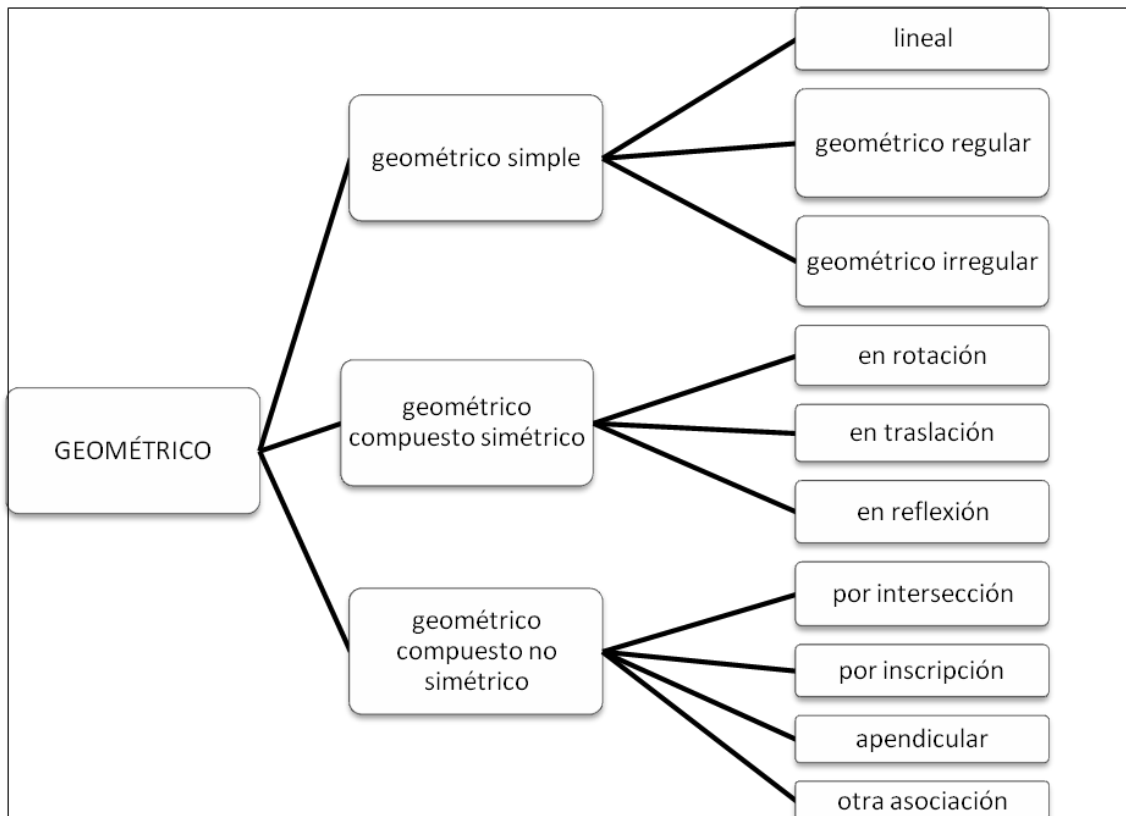 GEOMÉTRICO
geométrico simple
lineal
geométrico regular
geométrico irregular
geométrico
compuesto simétrico
en rotación
en traslación
en reflexión
geométrico
compuesto no
simétrico
por intersección
por inscripción
apendicular
otra asociación